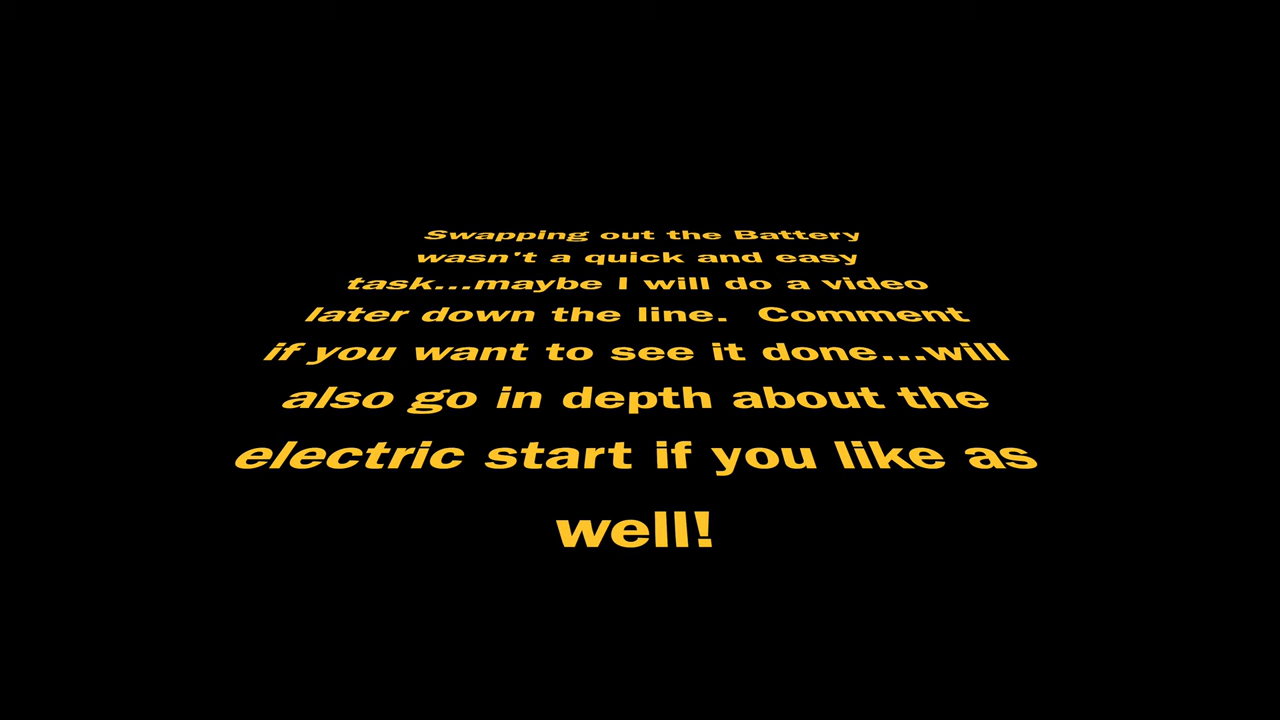 Swapping out the Battery
wasn't a quick and easy
task...maybe I will do a video
later down the line.  Comment
if you want to see it done...will
also go in depth about the
electric start if you like as
well!